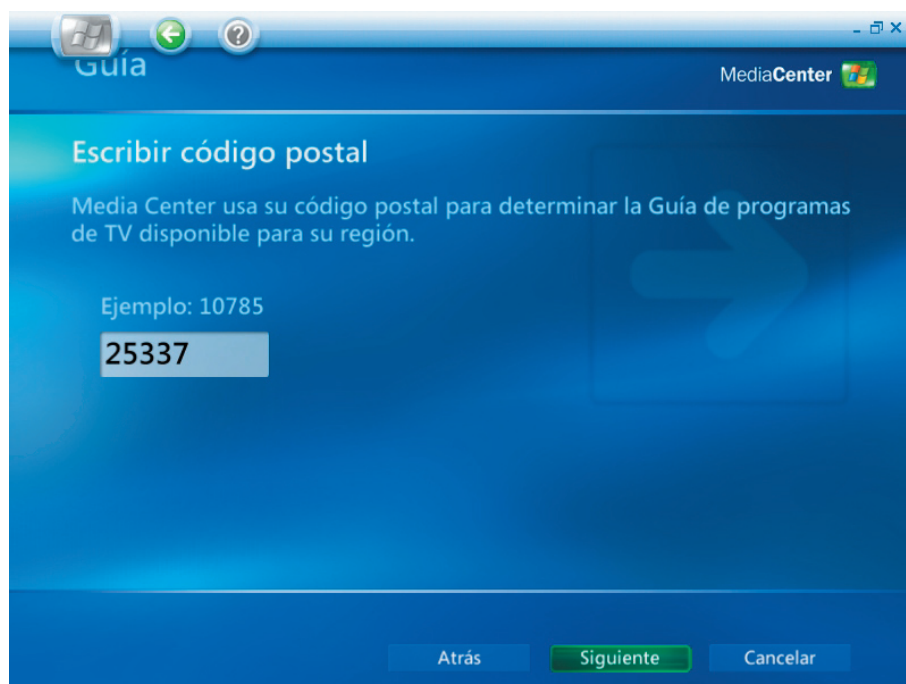 Guía
MediaCenter
Escribir código postal
Media Center usa su código postal para determinar la Guía de programas
de TV disponible para su región.
Ejemplo: 10785
25337
Atrás Siguiente Cancelar